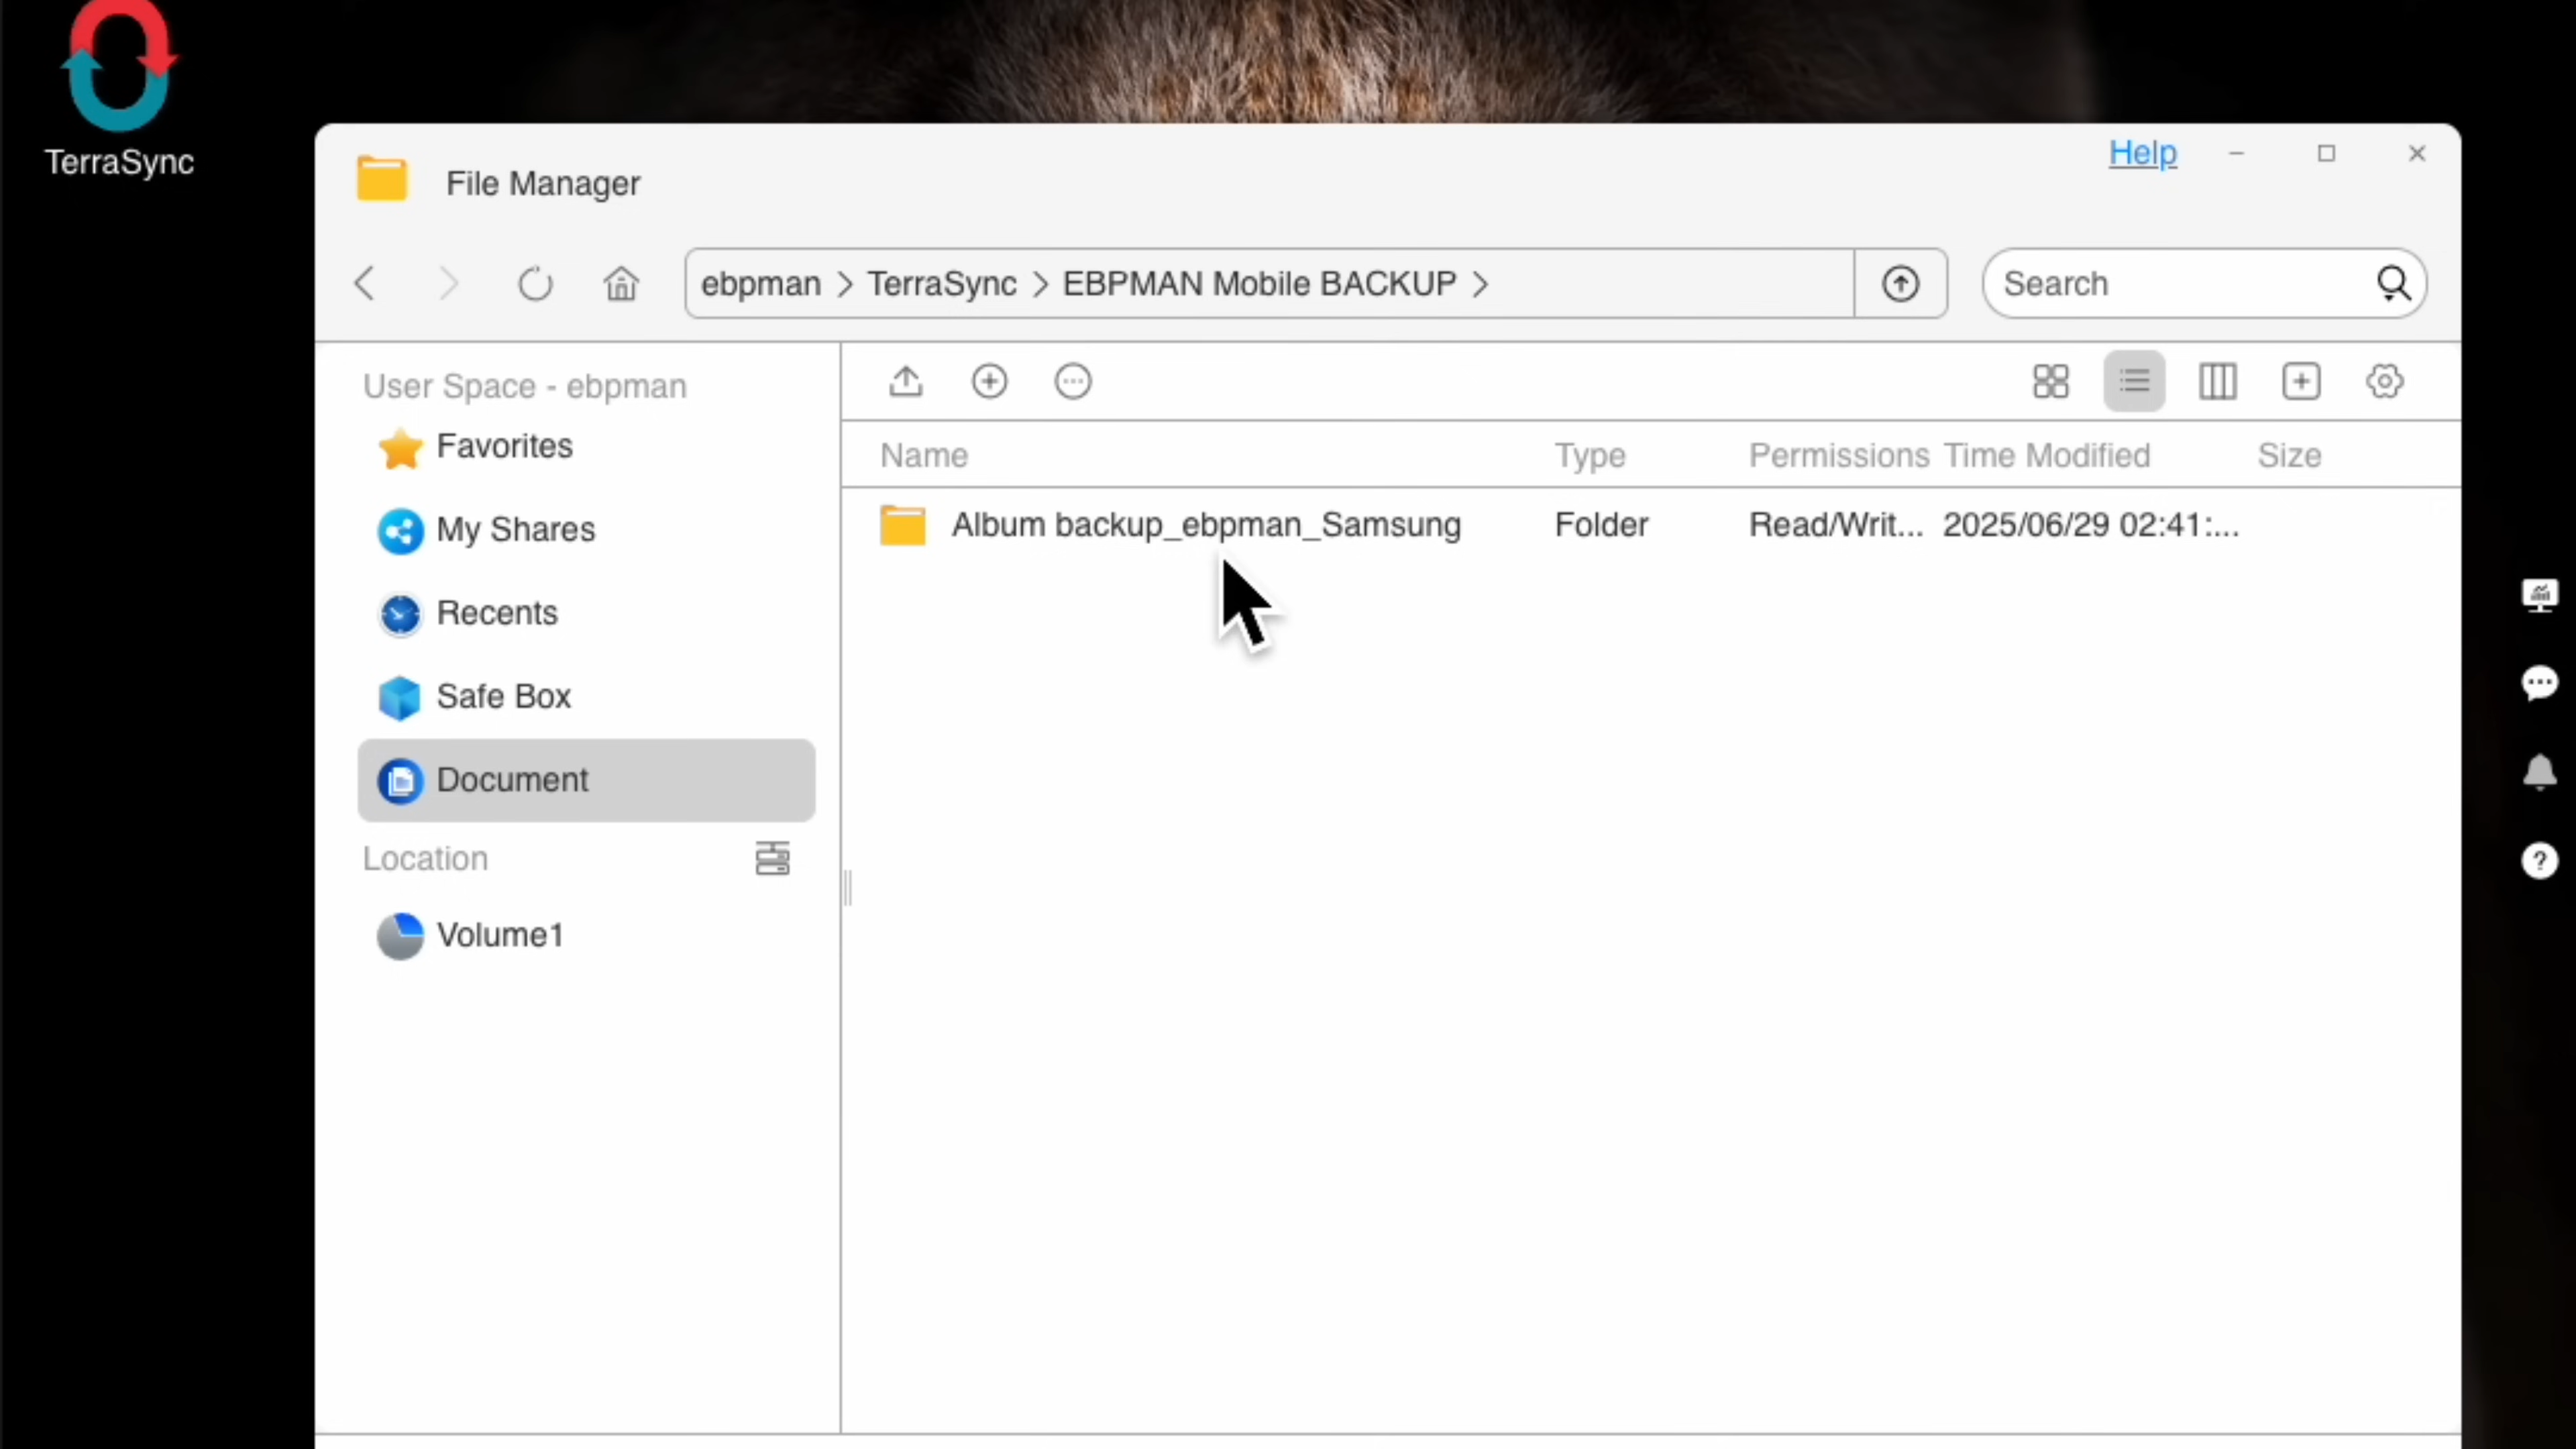 TerraSync
File Manager
Help
ebpman > TerraSync > EBPMAN Mobile BACKUP >
Search
User Space - ebpman
Favorites
My Shares
Recents
Safe Box
Document
Location
Volume1
Name Type Permissions Time Modified Size
Album backup_ebpman_Samsung Folder Read/Writ... 2025/06/29 02:41:...